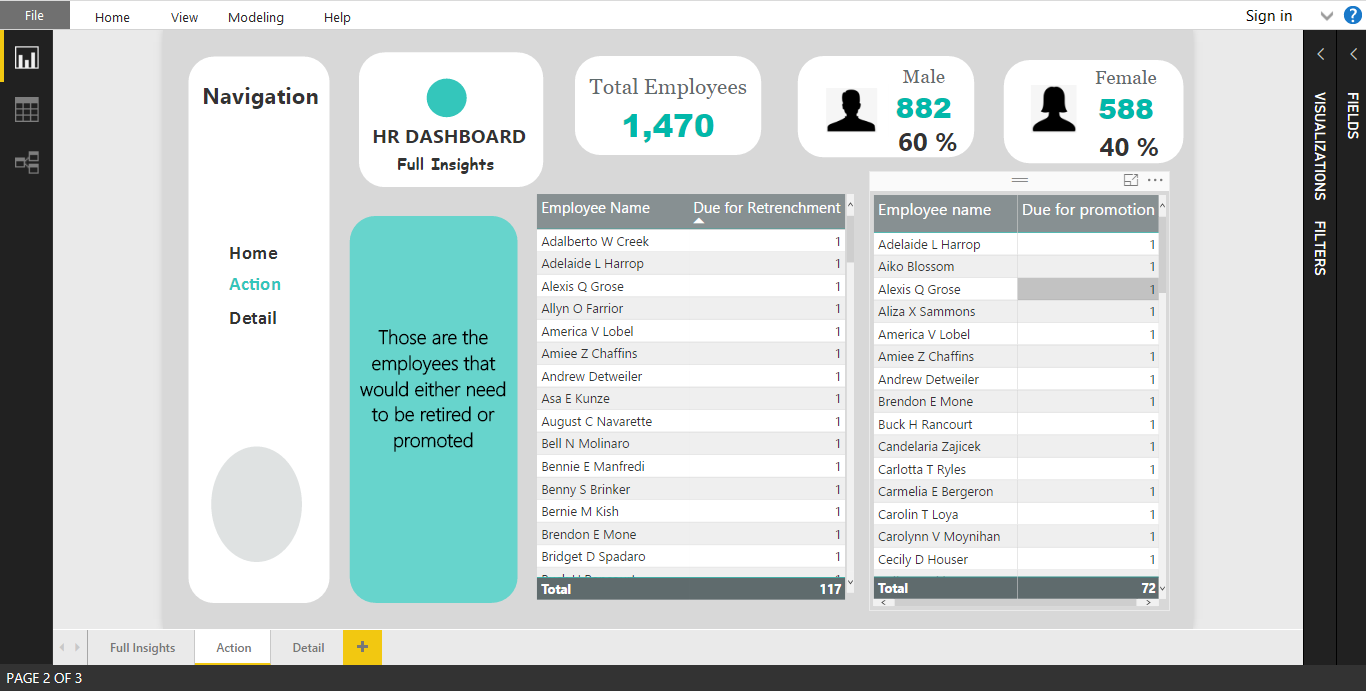 File
Home
View
Modeling
Help
Sign in
?
Navigation
Home
Action
Detail
HR DASHBOARD
Full Insights
Total Employees
1,470
Male
882
60 %
Female
588
40 %
Those are the
employees that
would either need
to be retired or
promoted
Employee Name Due for Retrenchment
Adalberto W Creek 1
Adelaide L Harrop 1
Alexis Q Grose 1
Allyn O Farrior 1
America V Lobel 1
Amiee Z Chaffins 1
Andrew Detweiler 1
Asa E Kunze 1
August C Navarette 1
Bell N Molinaro 1
Bennie E Manfredi 1
Benny S Brinker 1
Bernie M Kish 1
Brendon E Mone 1
Bridget D Spadaro 1
Total 117
Employee name Due for promotion
Adelaide L Harrop 1
Aiko Blossom 1
Alexis Q Grose 1
Aliza X Sammons 1
America V Lobel 1
Amiee Z Chaffins 1
Andrew Detweiler 1
Brendon E Mone 1
Buck H Rancourt 1
Candelaria Zajicek 1
Carlotta T Ryles 1
Carmelia E Bergeron 1
Carolin T Loya 1
Carolynn V Moynihan 1
Cecily D Houser 1
Total 72
VISUALIZATIONS
FILTERS
FIELDS
Full Insights
Action
Detail
+
PAGE 2 OF 3